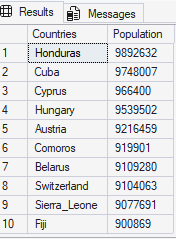 Results Messages
Countries Population
1 Honduras 9892632
2 Cuba 9748007
3 Cyprus 966400
4 Hungary 9539502
5 Austria 9216459
6 Comoros 919901
7 Belarus 9109280
8 Switzerland 9104063
9 Sierra_Leone 9077691
10 Fiji 900869